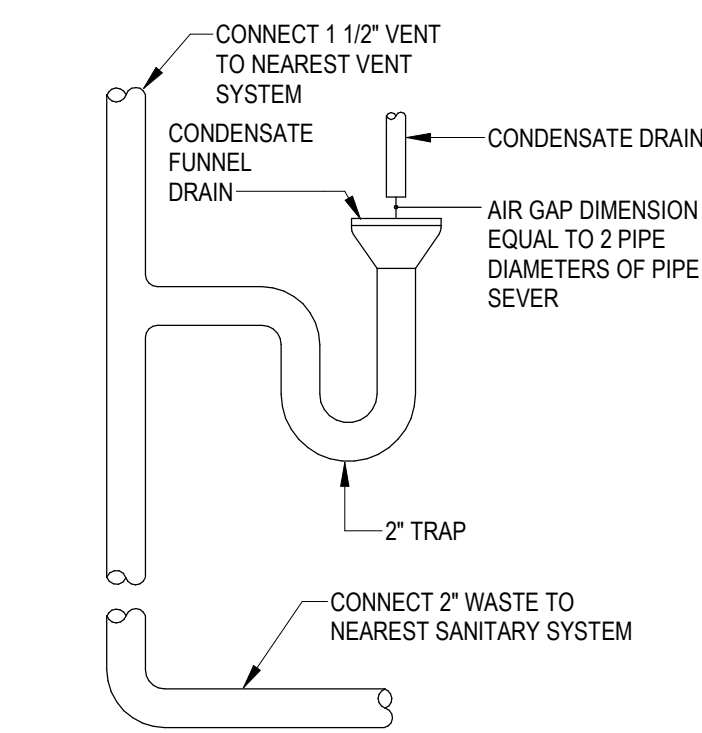 CONNECT 1 1/2" VENT
TO NEAREST VENT
SYSTEM
CONDENSATE
FUNNEL
DRAIN
CONDENSATE DRAIN
AIR GAP DIMENSION
EQUAL TO 2 PIPE
DIAMETERS OF PIPE
SEVER
2" TRAP
CONNECT 2" WASTE TO
NEAREST SANITARY SYSTEM